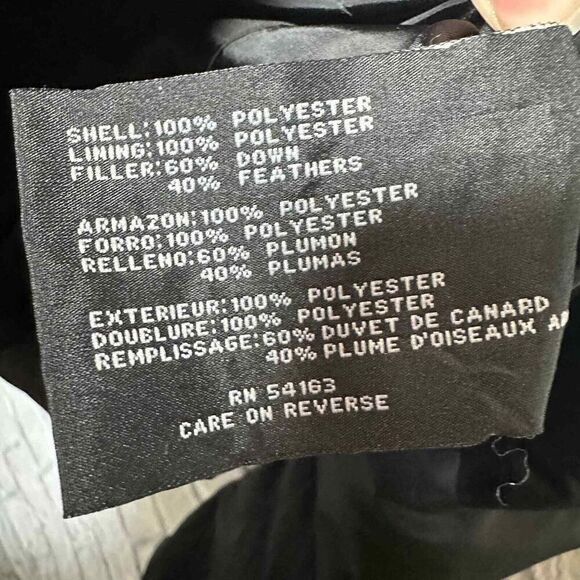 SHELL:100% POLYESTER
LINING:100% POLYESTER
FILLER:60% DOWN
40% FEATHERS
ARMAZON:100% POLYESTER
FORRO:100% POLYESTER
RELLENO:60% PLUMON
40% PLUMAS
EXTERIEUR:100% POLYESTER
DOUBLURE:100% POLYESTER
REMPLISSAGE:60% DUVET DE CANARD
40% PLUME D'OISEAUX
RN 54163
CARE ON REVERSE